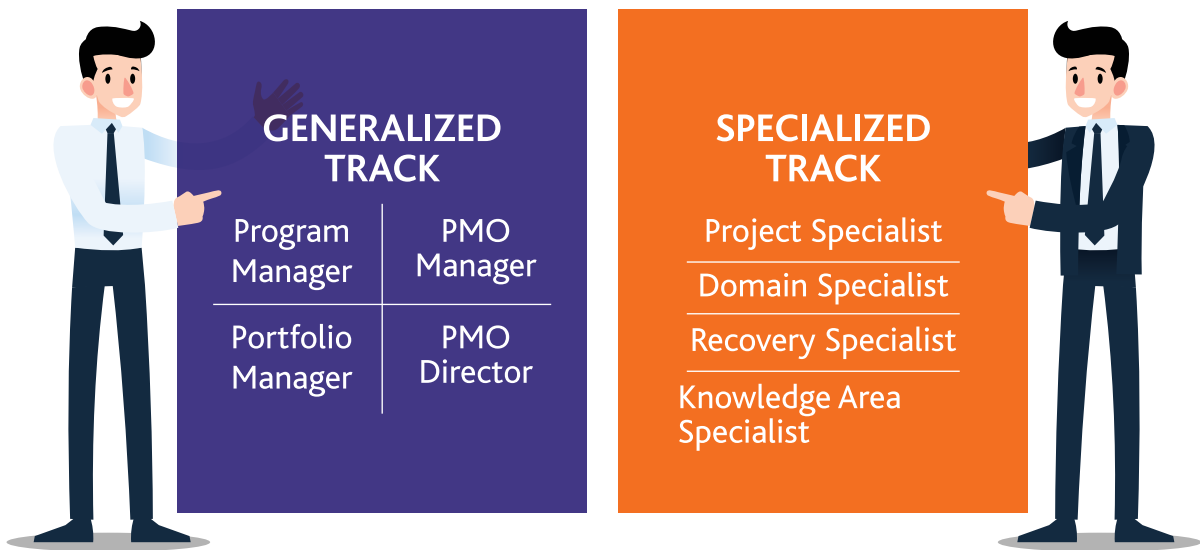 GENERALIZED
TRACK
Program
Manager
PMO
Manager
Portfolio
Manager
PMO
Director
SPECIALIZED
TRACK
Project Specialist
Domain Specialist
Recovery Specialist
Knowledge Area
Specialist